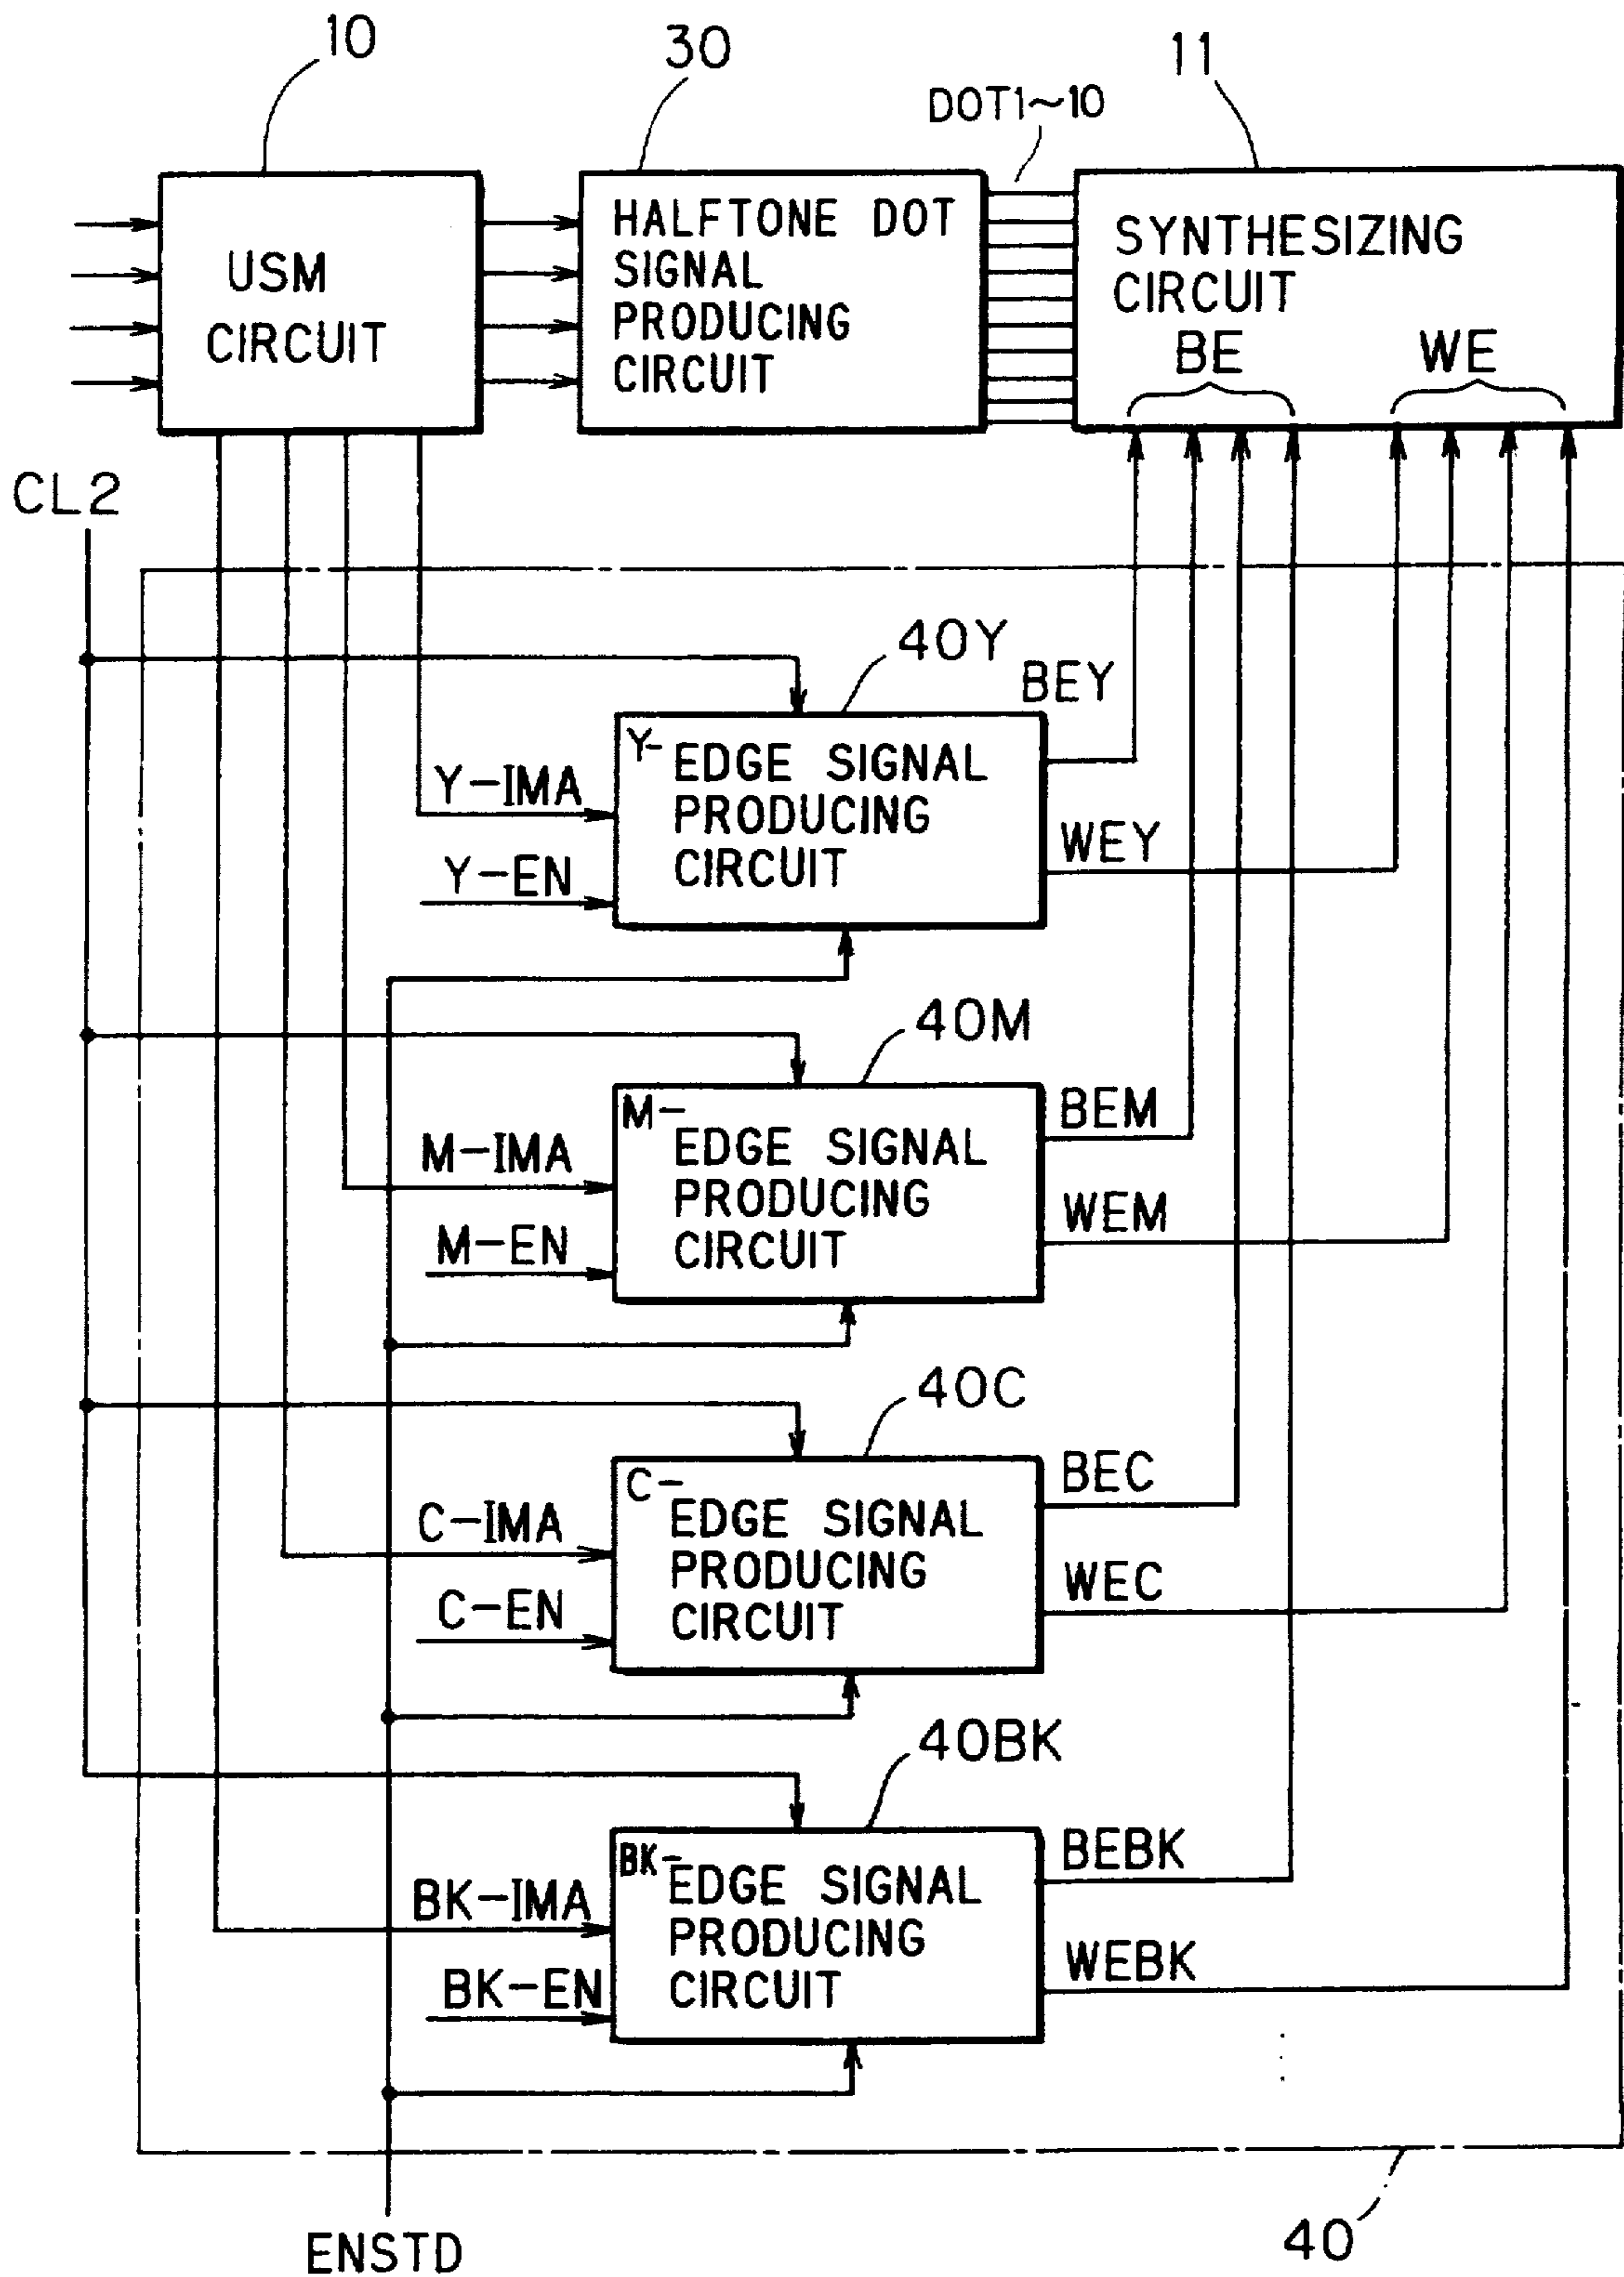 10
30
11
DOT1~10
USM
CIRCUIT
HALFTONE DOT
SIGNAL
PRODUCING
CIRCUIT
SYNTHESIZING
CIRCUIT
BE
WE
CL2
40Y
BEY
Y-
EDGE SIGNAL
PRODUCING
CIRCUIT
Y-IMA
Y-EN
WEY
40M
M-
EDGE SIGNAL
PRODUCING
CIRCUIT
M-IMA
M-EN
BEM
WEM
40C
C-
EDGE SIGNAL
PRODUCING
CIRCUIT
C-IMA
C-EN
BEC
WEC
40BK
BK-
EDGE SIGNAL
PRODUCING
CIRCUIT
BK-IMA
BK-EN
BEBK
WEBK
40
ENSTD